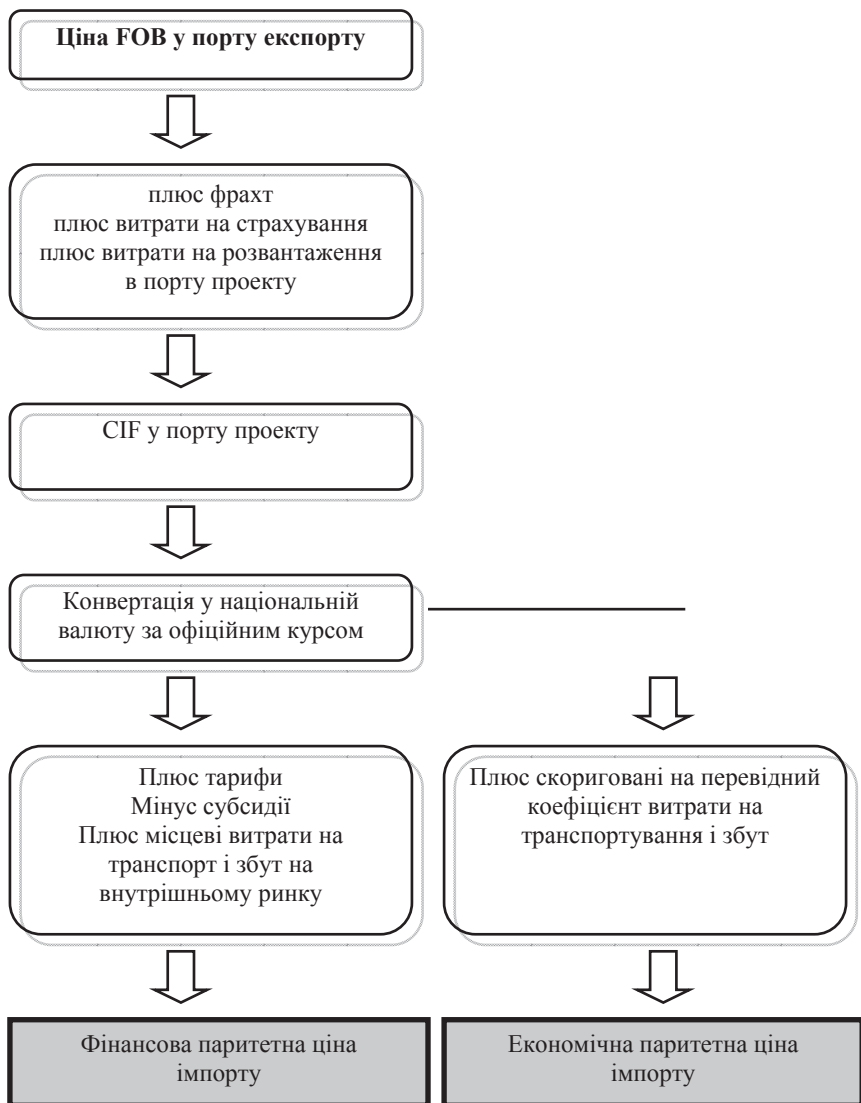 Ціна FOB у порту експорту
плюс фрахт
плюс витрати на страхування
плюс витрати на розвантаження
в порту проекту
CIF у порту проекту
Конвертація у національній
валюту за офіційним курсом
Плюс тарифи
Мінус субсидії
Плюс місцеві витрати на
транспорт і збут на
внутрішньому ринку
Плюс скориговані на перевідний
коефіцієнт витрати на
транспортування і збут
Фінансова паритетна ціна
імпорту
Економічна паритетна ціна
імпорту